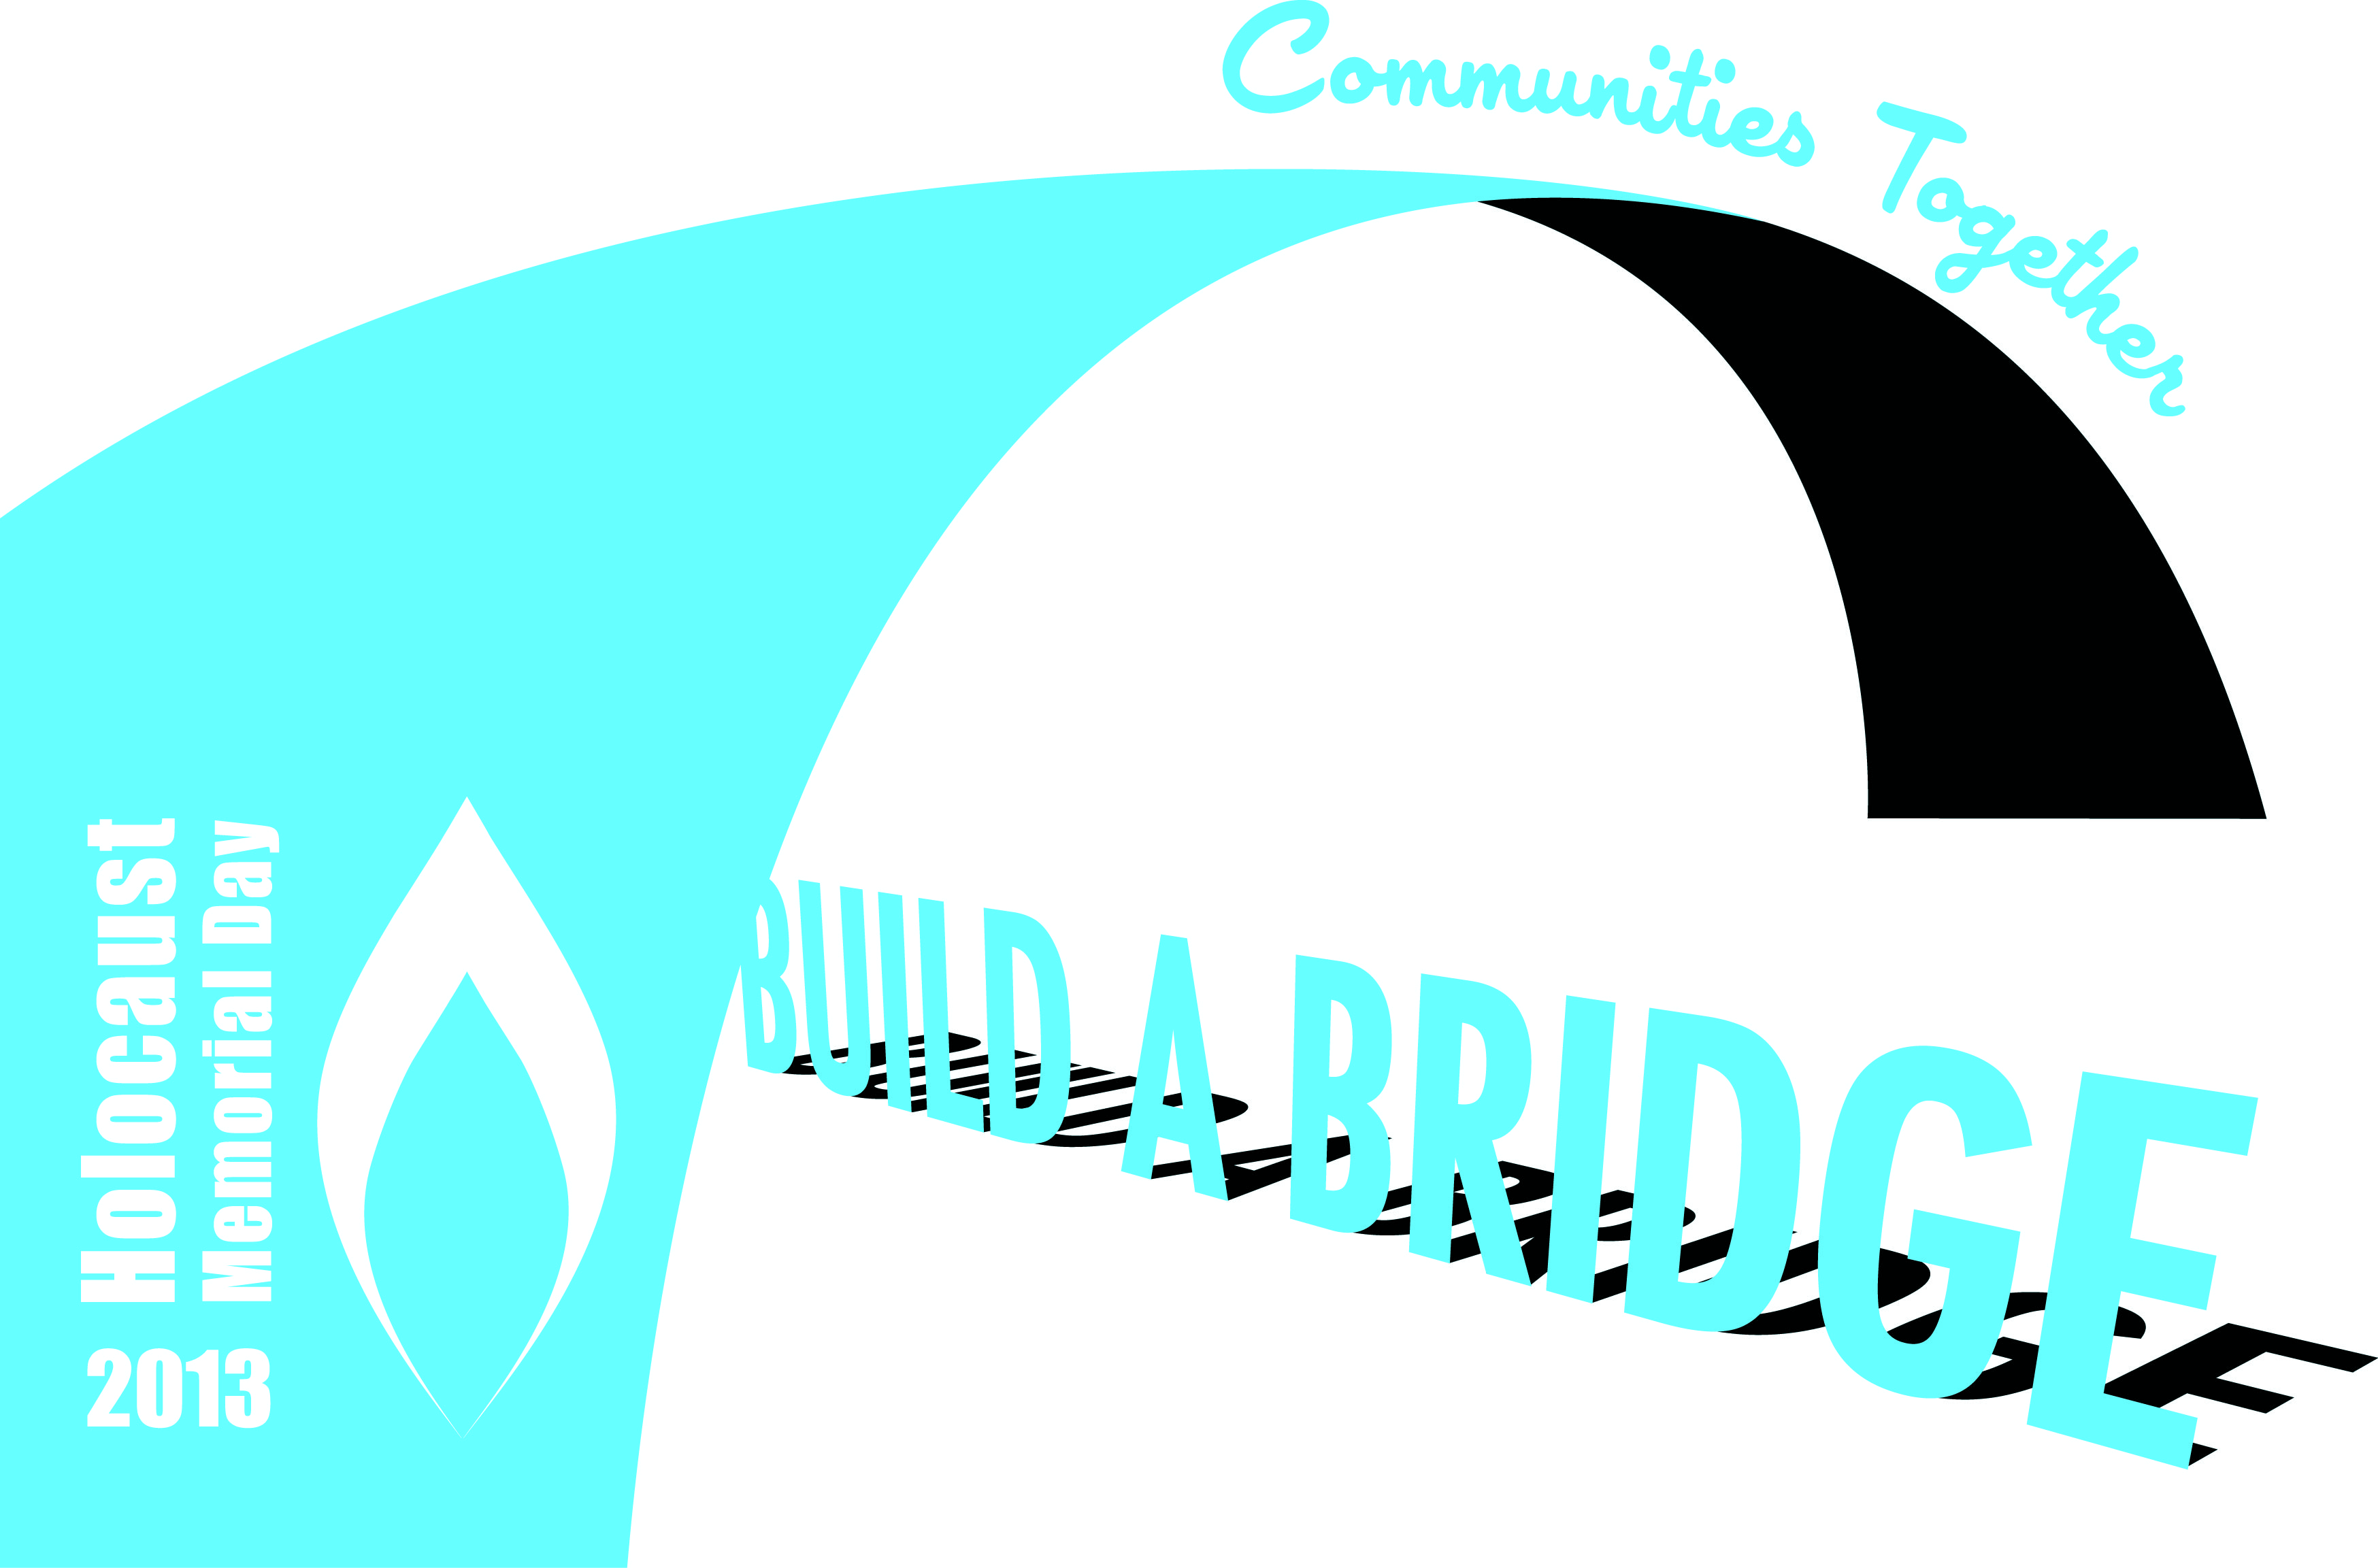 Communities Together
BUILD A BRIDGE
Holocaust
Memorial Day
2013